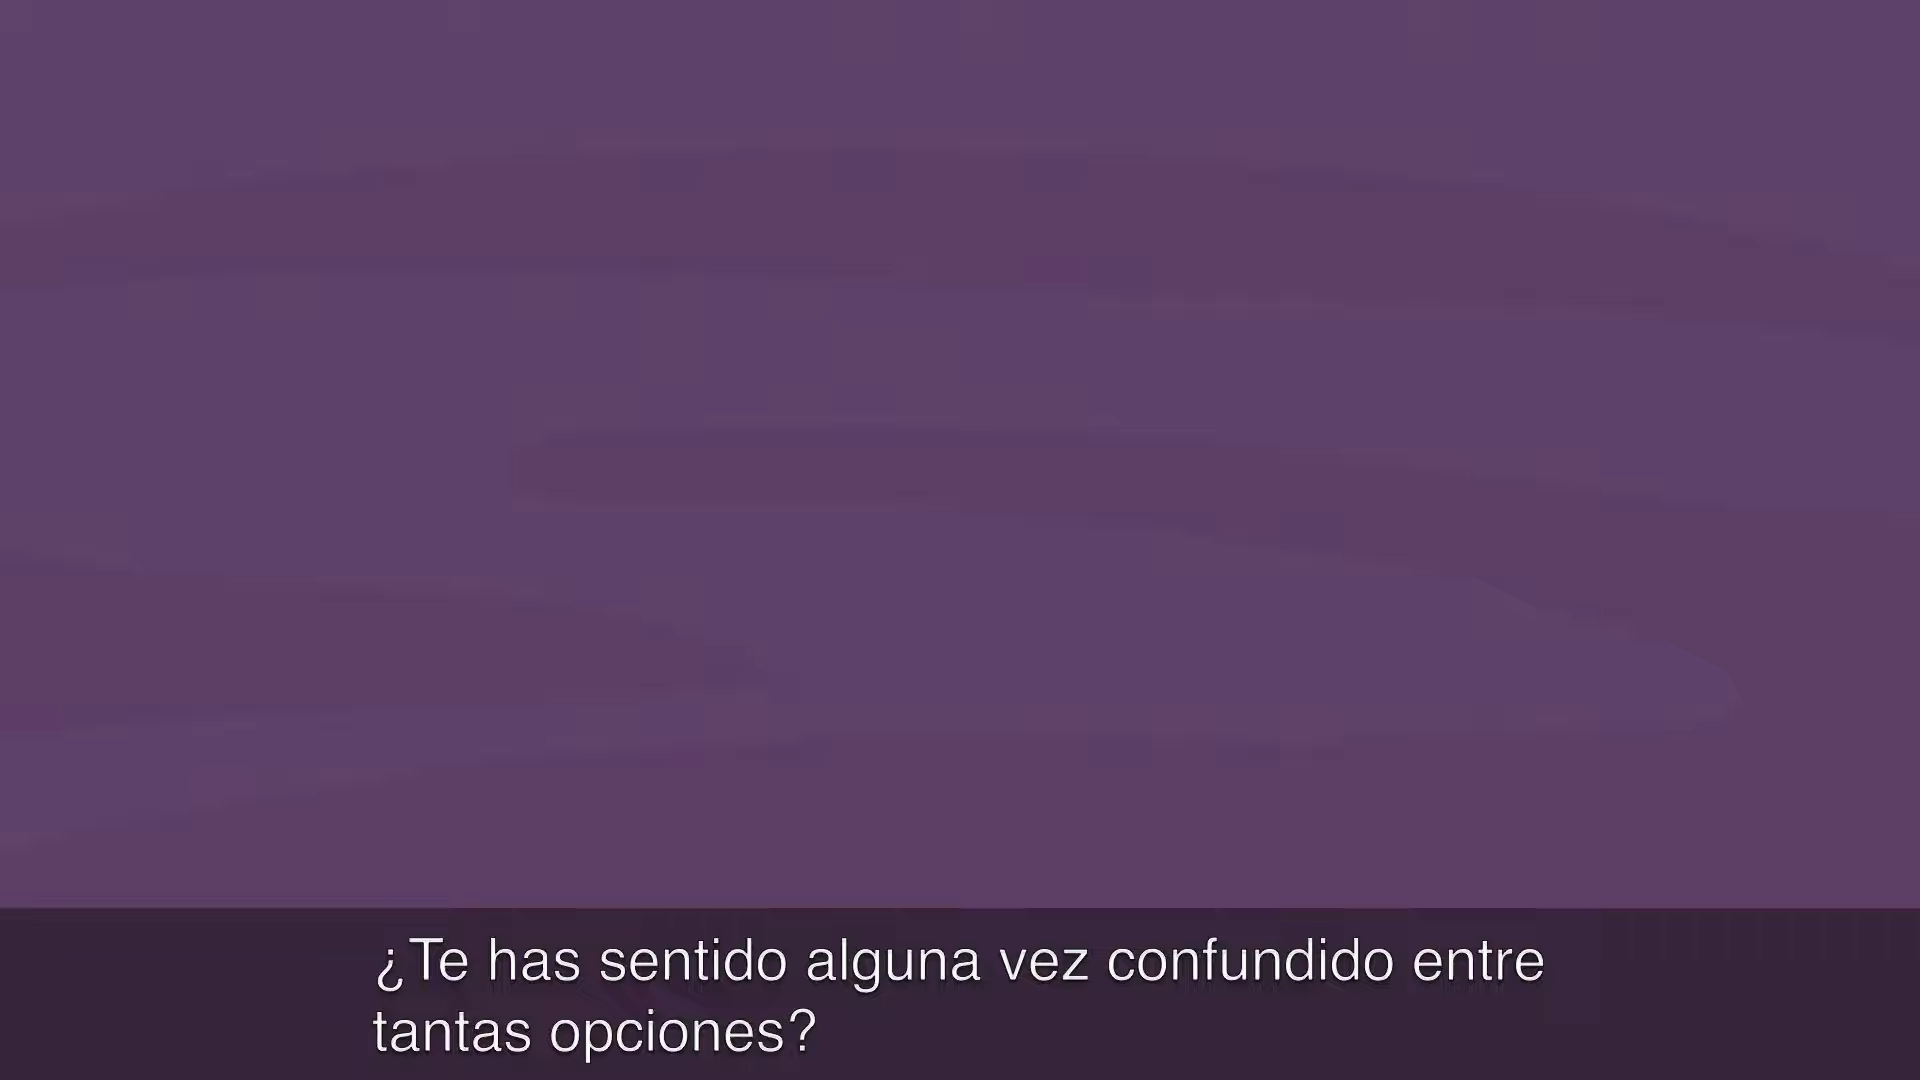 ¿Te has sentido alguna vez confundido entre
tantas opciones?